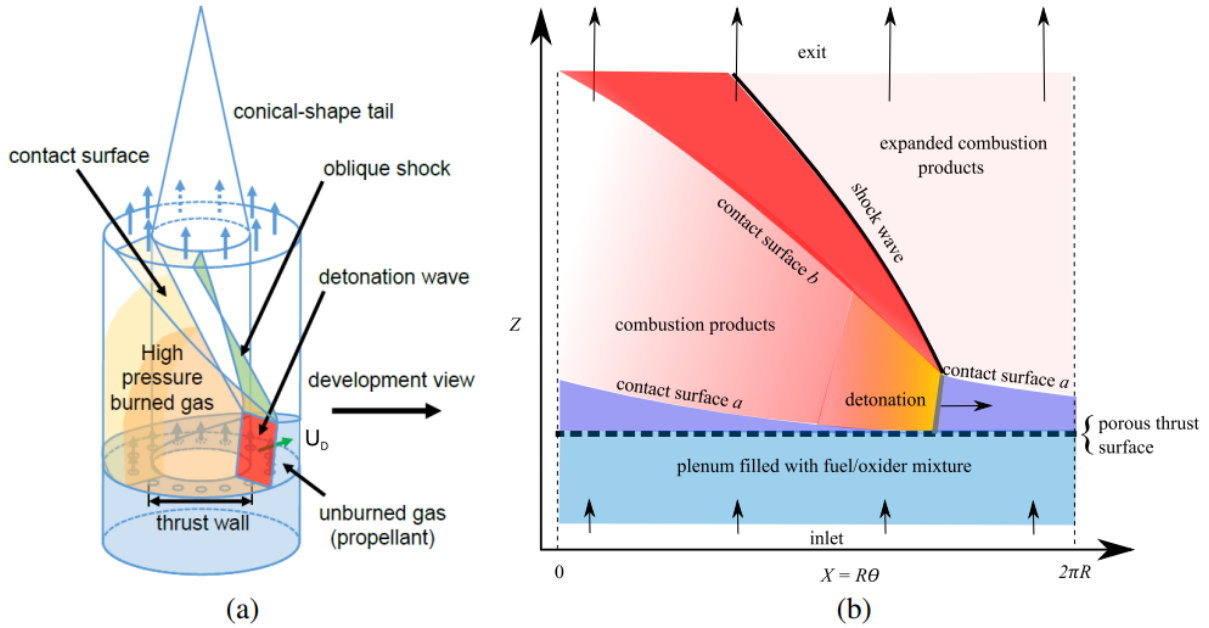 conical-shape tail
contact surface
oblique shock
detonation wave
High
pressure
burned gas
development view
U_D
thrust wall
unburned gas
(propellant)
(a)
exit
expanded combustion
products
shock wave
contact surface b
Z
combustion products
contact surface a
detonation
contact surface a
porous thrust
surface
plenum filled with fuel/oxider mixture
inlet
0
X = RΘ
2πR
(b)